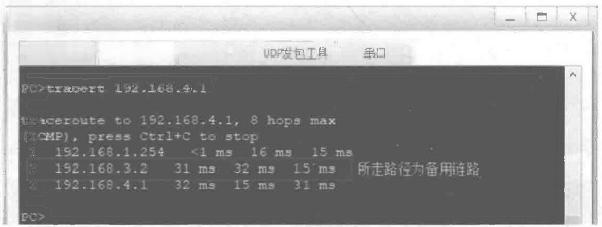 UDP发包工具 串口
PC>tracert 192.168.4.1
traceroute to 192.168.4.1, 8 hops max
(ICMP), press Ctrl+C to stop
1 192.168.1.254 <1 ms 16 ms 15 ms
2 192.168.3.2 31 ms 32 ms 15 ms 所走路径为备用链路
3 192.168.4.1 32 ms 15 ms 31 ms
PC>